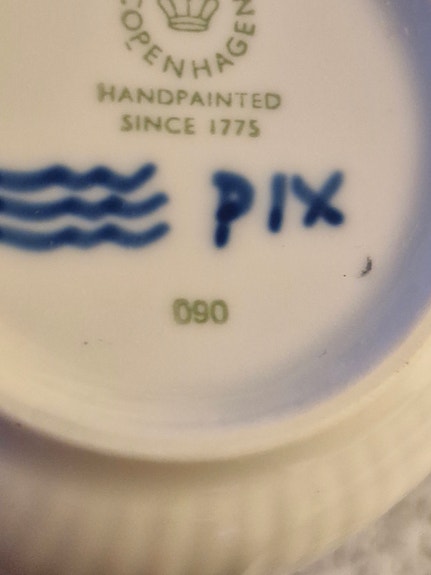 COPENHAGEN
HANDPAINTED
SINCE 1775
PIX
090